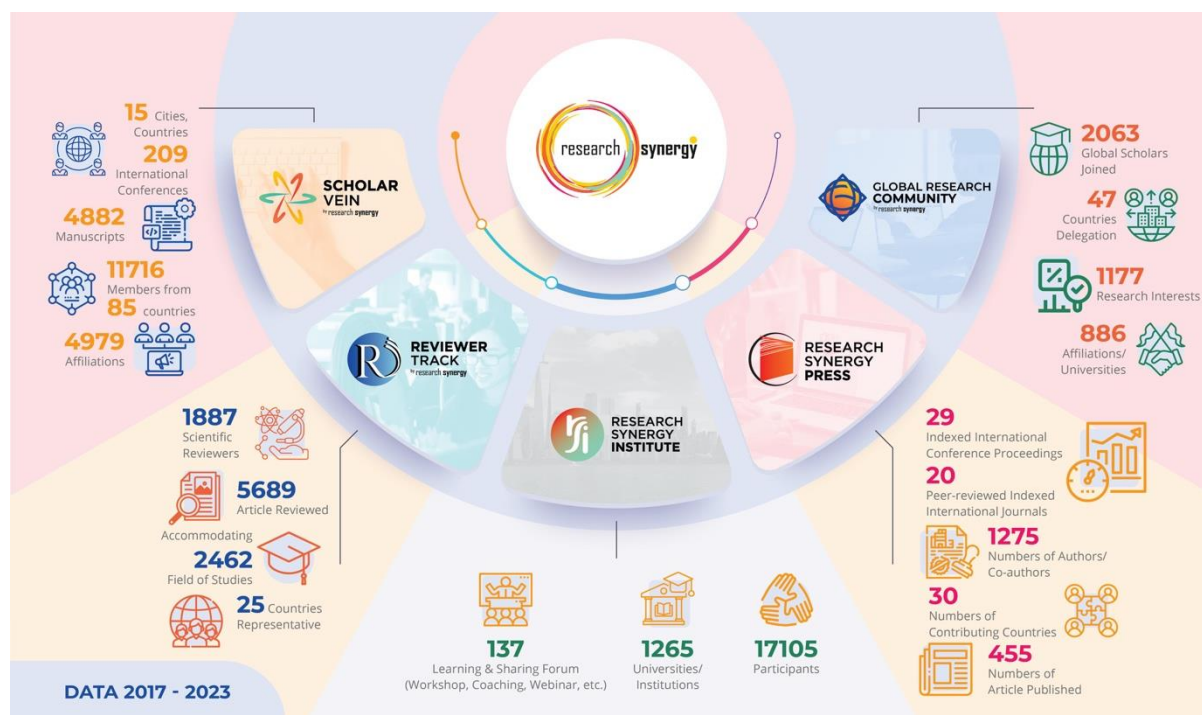 research synergy
15 Cities,
Countries
209
International
Conferences
4882
Manuscripts
11716
Members from
85 countries
4979
Affiliations
SCHOLAR
VEIN
by research synergy
REVIEWER
TRACK
by research synergy
RESEARCH
SYNERGY
INSTITUTE
RESEARCH
SYNERGY
PRESS
GLOBAL RESEARCH
COMMUNITY
by research synergy
2063
Global Scholars
Joined
47
Countries
Delegation
1177
Research Interests
886
Affiliations/
Universities
1887
Scientific
Reviewers
5689
Article Reviewed
Accommodating
2462
Field of Studies
25 Countries
Representative
137
Learning & Sharing Forum
(Workshop, Coaching, Webinar, etc.)
1265
Universities/
Institutions
17105
Participants
29
Indexed International
Conference Proceedings
20
Peer-reviewed Indexed
International Journals
1275
Numbers of Authors/
Co-authors
30
Numbers of
Contributing Countries
455
Numbers of
Article Published
DATA 2017 - 2023